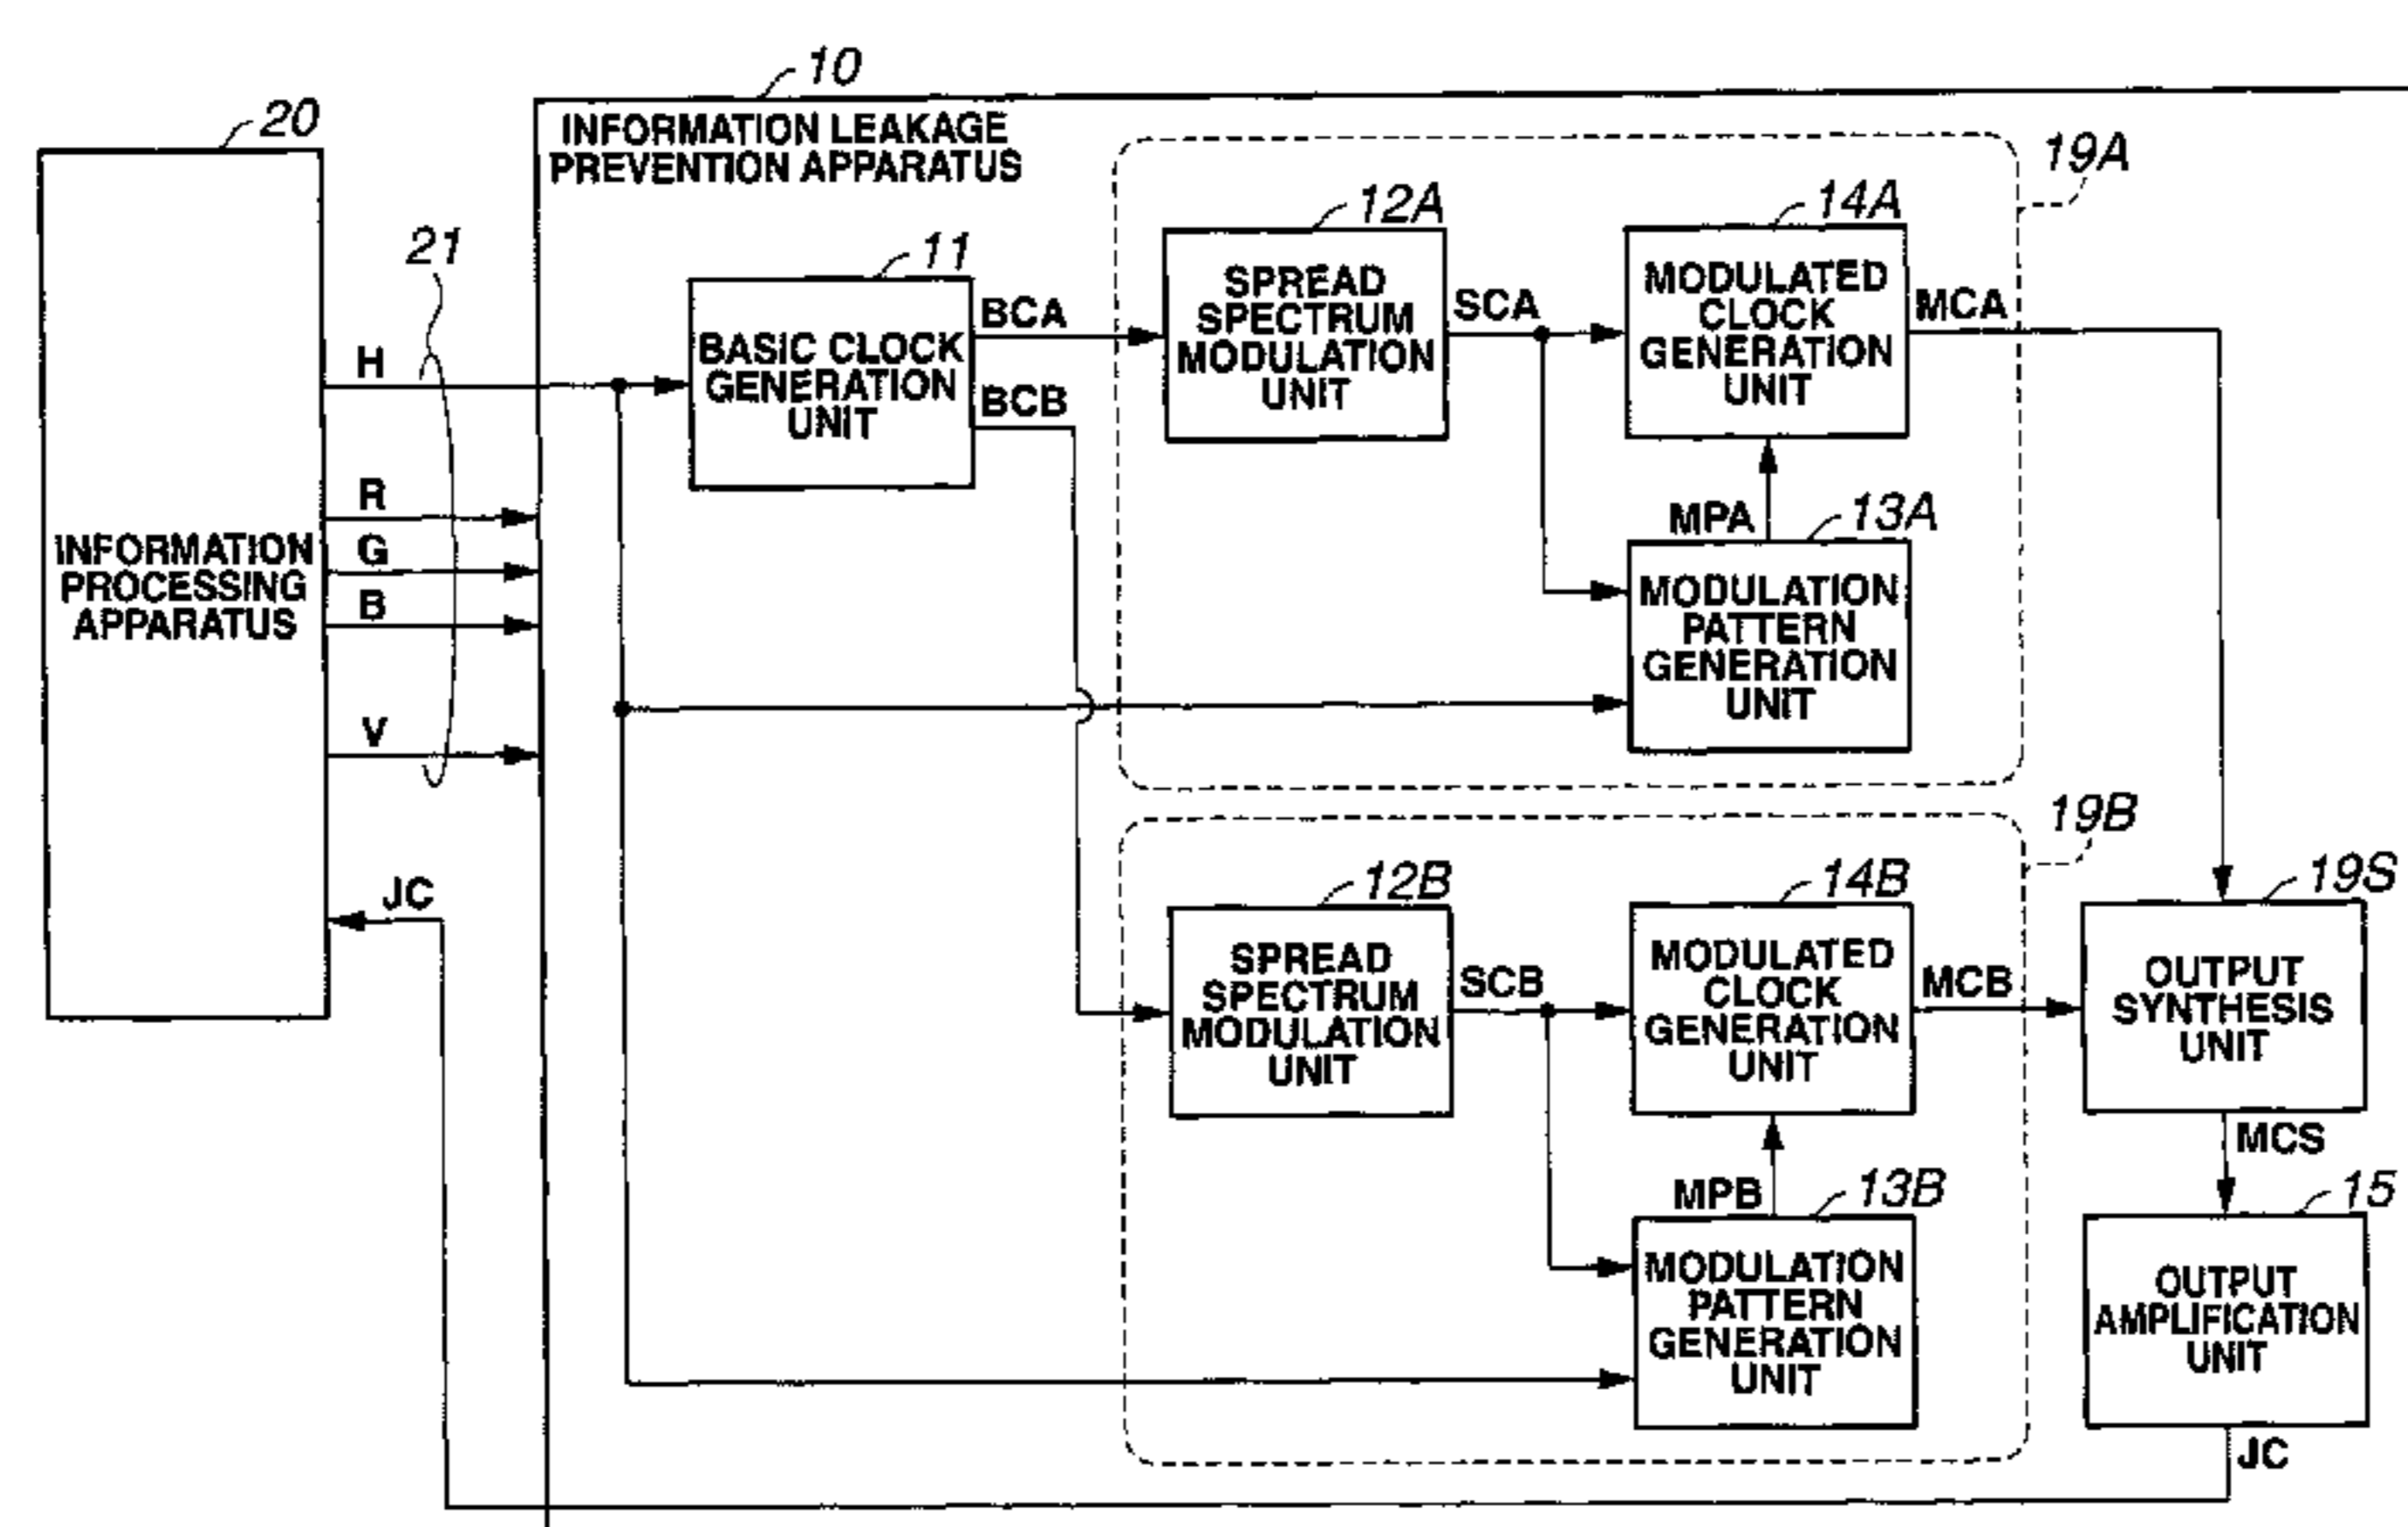 10
INFORMATION LEAKAGE
PREVENTION APPARATUS
20
INFORMATION
PROCESSING
APPARATUS
21
H
R
G
B
V
JC
11
BASIC CLOCK
GENERATION
UNIT
BCA
BCB
19A
12A
SPREAD
SPECTRUM
MODULATION
UNIT
SCA
14A
MODULATED
CLOCK
GENERATION
UNIT
MCA
MPA
13A
MODULATION
PATTERN
GENERATION
UNIT
19B
12B
SPREAD
SPECTRUM
MODULATION
UNIT
SCB
14B
MODULATED
CLOCK
GENERATION
UNIT
MCB
MPB
13B
MODULATION
PATTERN
GENERATION
UNIT
19S
OUTPUT
SYNTHESIS
UNIT
MCS
15
OUTPUT
AMPLIFICATION
UNIT
JC